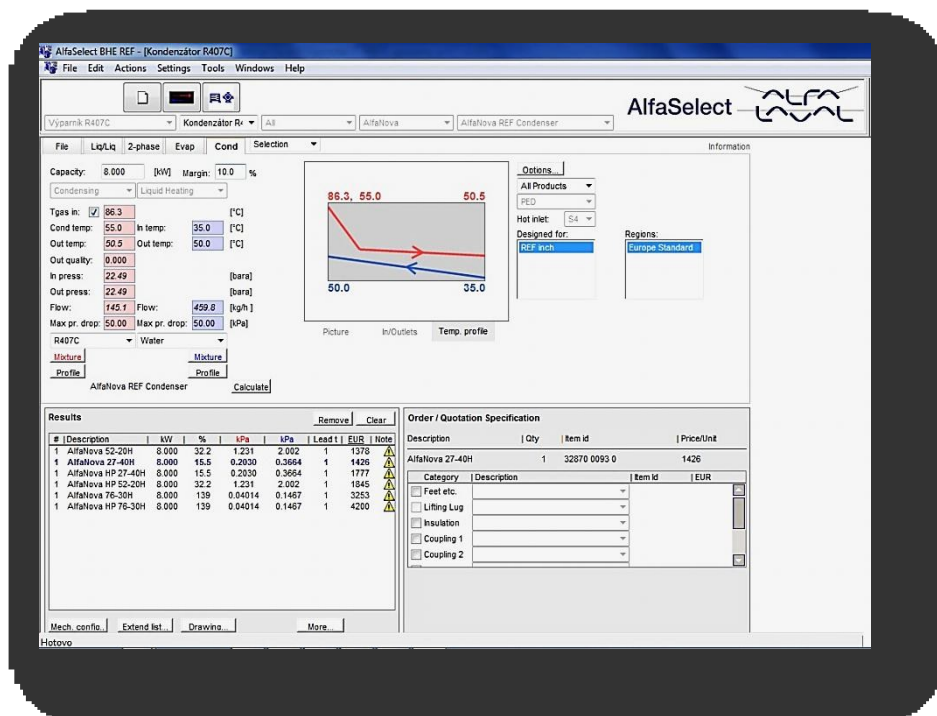 AlfaSelect BHE REF - [Kondenzátor R407C]
File Edit Actions Settings Tools Windows Help
AlfaSelect
ALFA LAVAL
Výparník R407C Kondenzátor R‹ All AlfaNova AlfaNova REF Condenser
File Liq/Liq 2-phase Evap Cond Selection Information
Capacity: 8.000 [kW] Margin: 10.0 %
Condensing Liquid Heating
Tgas in: 86.3 [°C]
Cond temp: 55.0 In temp: 35.0 [°C]
Out temp: 50.5 Out temp: 50.0 [°C]
Out quality: 0.000
In press: 22.49 [bara]
Out press: 22.49 [bara]
Flow: 145.1 Flow: 459.8 [kg/h ]
Max pr. drop: 50.00 Max pr. drop: 50.00 [kPa]
R407C Water
Mixture Mixture
Profile Profile
AlfaNova REF Condenser Calculate
86.3, 55.0 50.5
50.0 35.0
Picture In/Outlets Temp. profile
Options...
All Products
PED
Hot inlet: S4
Designed for: Regions:
REF inch Europe Standard
Results
Remove Clear
# |Description | kW | % | kPa | kPa | Lead t | EUR | Note
1 AlfaNova 52-20H 8.000 32.2 1.231 2.002 1 1378
1 AlfaNova 27-40H 8.000 15.5 0.2030 0.3664 1 1426
1 AlfaNova HP 27-40H 8.000 15.5 0.2030 0.3664 1 1777
1 AlfaNova HP 52-20H 8.000 32.2 1.231 2.002 1 1845
1 AlfaNova 76-30H 8.000 139 0.04014 0.1467 1 3253
1 AlfaNova HP 76-30H 8.000 139 0.04014 0.1467 1 4200
Mech. config.. Extend list... Drawing... More...
Order / Quotation Specification
Description | Qty | Item id | Price/Unit
AlfaNova 27-40H 1 32870 0093 0 1426
Category | Description | Item id | EUR
Feet etc.
Lifting Lug
Insulation
Coupling 1
Coupling 2
Hotovo